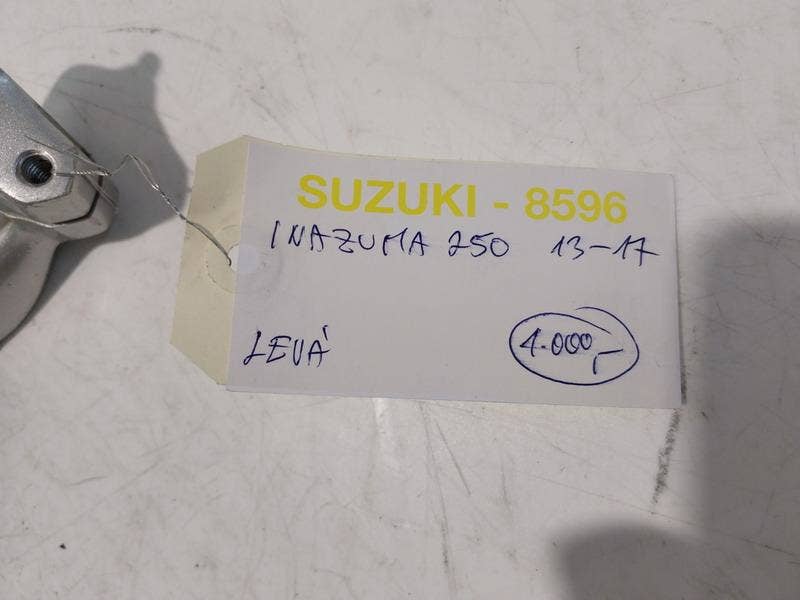 SUZUKI - 8596
INAZUMA 250 13-17
LEVÁ
4.000,-